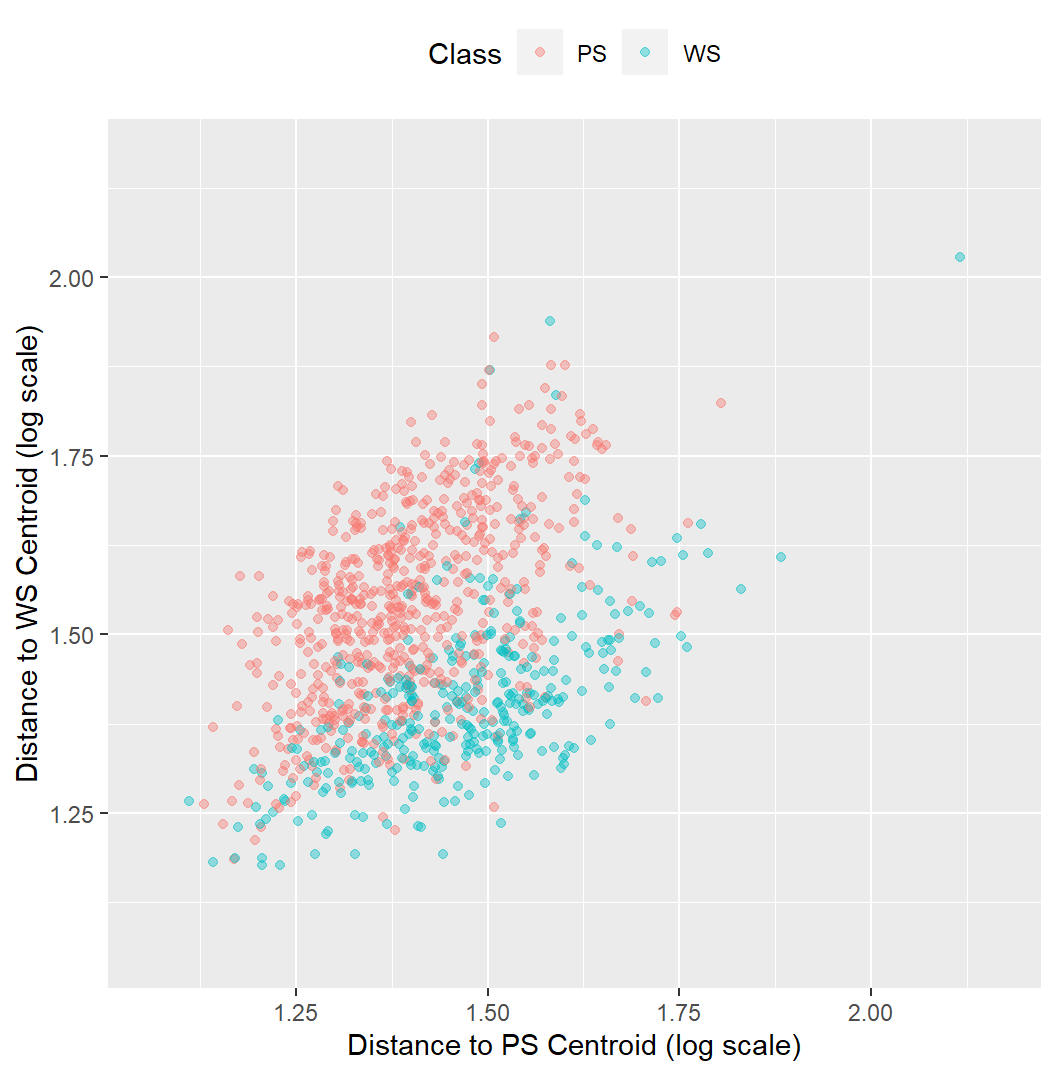 Class PS WS
2.00
1.75
1.50
1.25
Distance to WS Centroid (log scale)
1.25 1.50 1.75 2.00
Distance to PS Centroid (log scale)